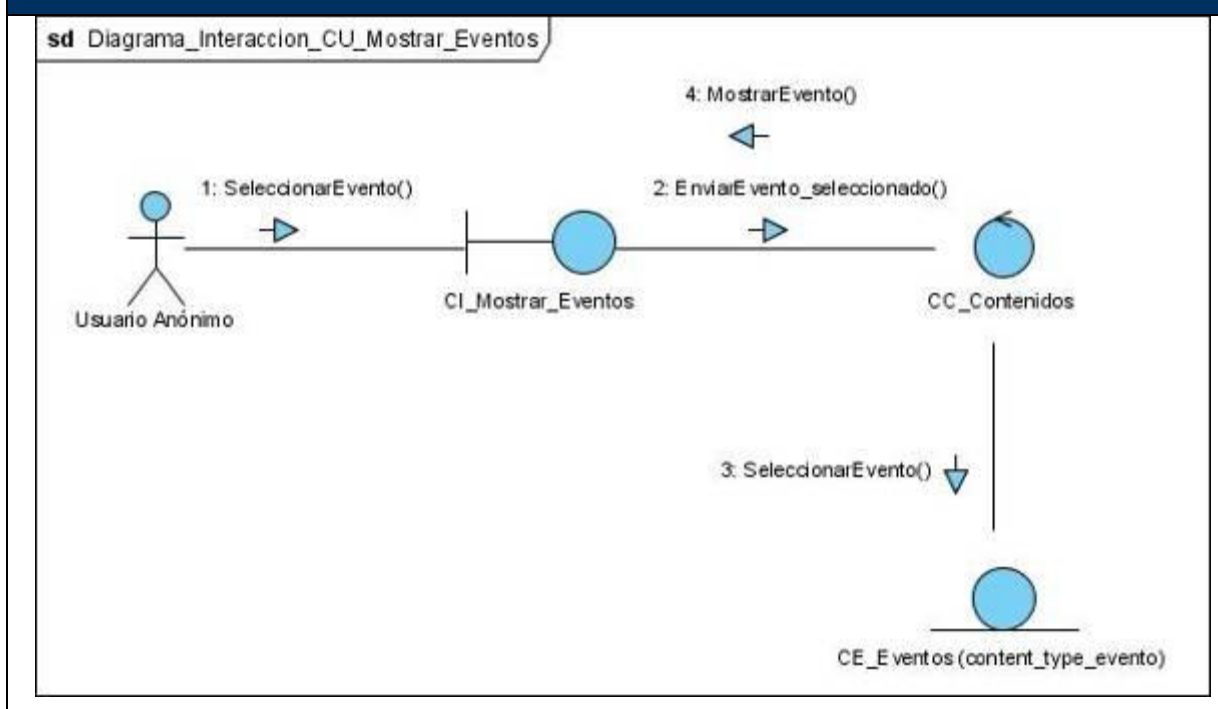 sd Diagrama_Interaccion_CU_Mostrar_Eventos
4: MostrarEvento()
1: SeleccionarEvento()
2: EnviarEvento_seleccionado()
Usuario Anónimo
CI_Mostrar_Eventos
CC_Contenidos
3: SeleccionarEvento()
CE_Eventos (content_type_evento)